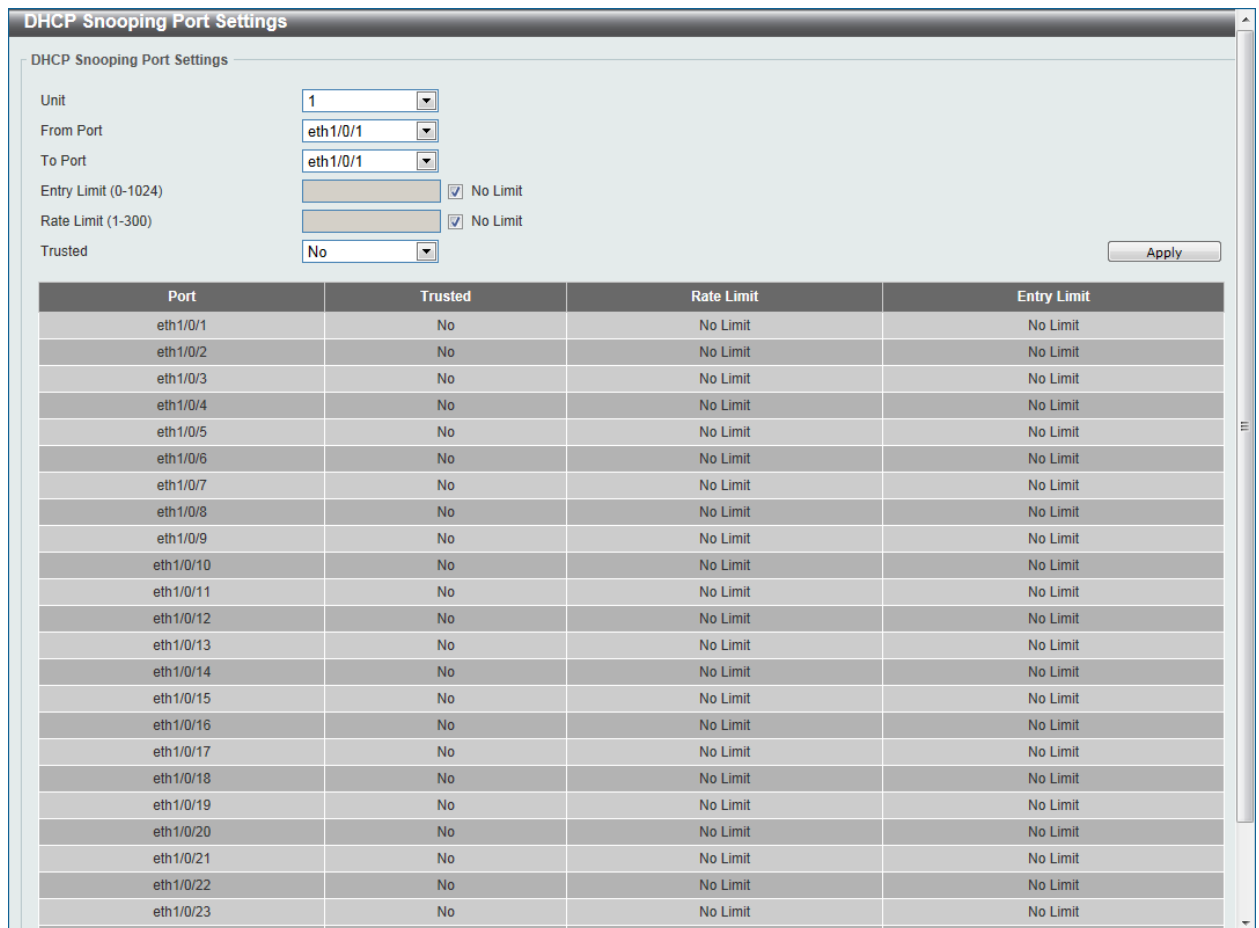 DHCP Snooping Port Settings
DHCP Snooping Port Settings
Unit 1
From Port eth1/0/1
To Port eth1/0/1
Entry Limit (0-1024) No Limit
Rate Limit (1-300) No Limit
Trusted No Apply
Port Trusted Rate Limit Entry Limit
eth1/0/1 No No Limit No Limit
eth1/0/2 No No Limit No Limit
eth1/0/3 No No Limit No Limit
eth1/0/4 No No Limit No Limit
eth1/0/5 No No Limit No Limit
eth1/0/6 No No Limit No Limit
eth1/0/7 No No Limit No Limit
eth1/0/8 No No Limit No Limit
eth1/0/9 No No Limit No Limit
eth1/0/10 No No Limit No Limit
eth1/0/11 No No Limit No Limit
eth1/0/12 No No Limit No Limit
eth1/0/13 No No Limit No Limit
eth1/0/14 No No Limit No Limit
eth1/0/15 No No Limit No Limit
eth1/0/16 No No Limit No Limit
eth1/0/17 No No Limit No Limit
eth1/0/18 No No Limit No Limit
eth1/0/19 No No Limit No Limit
eth1/0/20 No No Limit No Limit
eth1/0/21 No No Limit No Limit
eth1/0/22 No No Limit No Limit
eth1/0/23 No No Limit No Limit